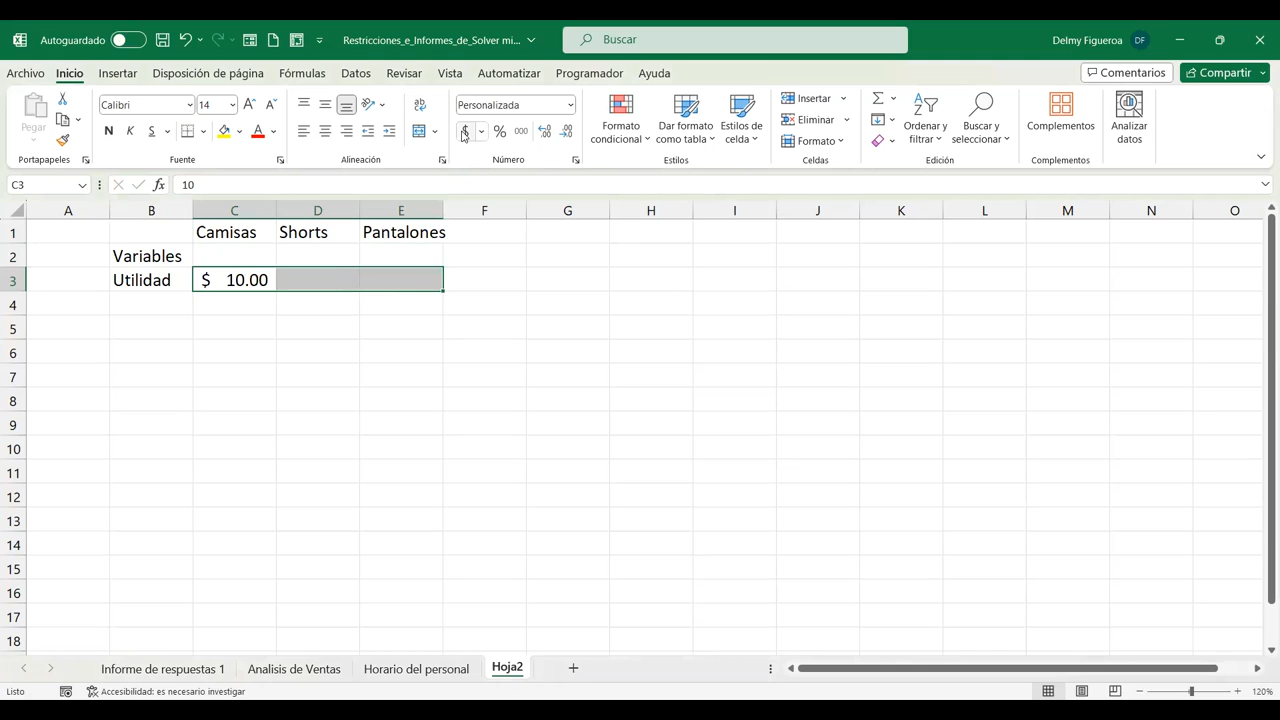 Autoguardado
Restricciones_e_Informes_de_Solver mi...
Buscar
Delmy Figueroa
DF
Archivo Inicio Insertar Disposición de página Fórmulas Datos Revisar Vista Automatizar Programador Ayuda
Comentarios
Compartir
Pegar
Portapapeles
Calibri 14
N K S
Fuente
Alineación
Personalizada
$ % 000
Número
Formato condicional
Dar formato como tabla
Estilos de celda
Estilos
Insertar
Eliminar
Formato
Celdas
Ordenar y filtrar
Buscar y seleccionar
Edición
Complementos
Complementos
Analizar datos
C3 fx 10
A B C D E F G H I J K L M N O
1 Camisas Shorts Pantalones
2 Variables
3 Utilidad $ 10.00
4
5
6
7
8
9
10
11
12
13
14
15
16
17
18
Informe de respuestas 1 Analisis de Ventas Horario del personal Hoja2
Listo Accesibilidad: es necesario investigar 120%